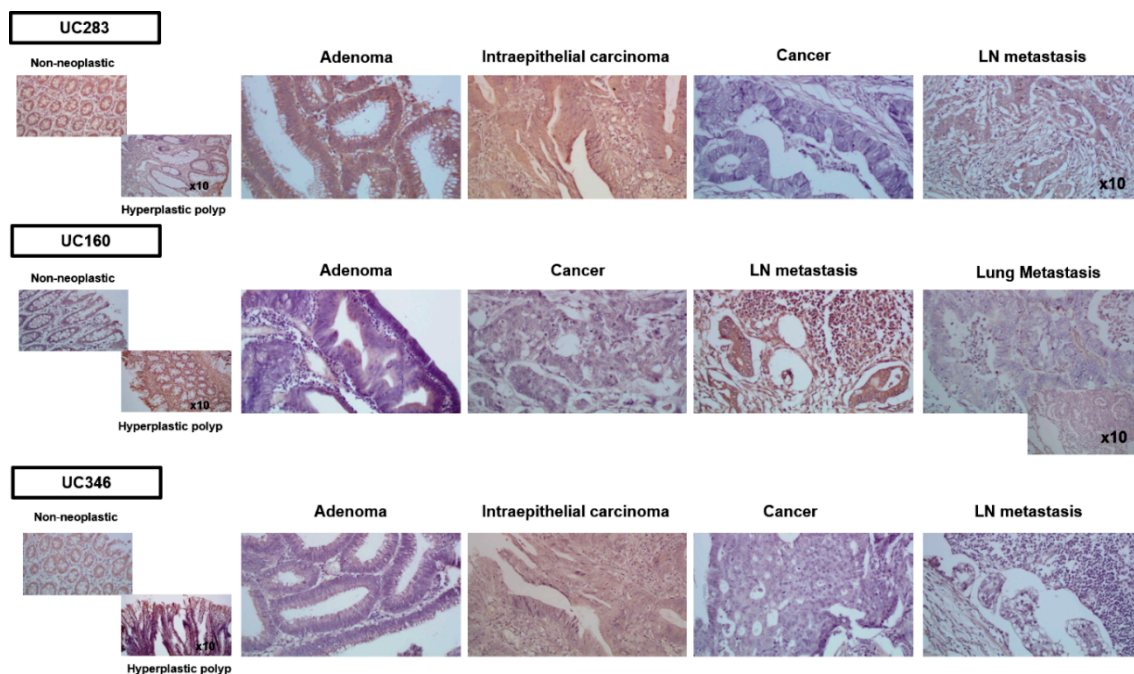 UC283
Non-neoplastic
Adenoma
Intraepithelial carcinoma
Cancer
LN metastasis
x10
x10
Hyperplastic polyp
UC160
Non-neoplastic
Adenoma
Cancer
LN metastasis
Lung Metastasis
x10
Hyperplastic polyp
x10
UC346
Non-neoplastic
Adenoma
Intraepithelial carcinoma
Cancer
LN metastasis
x10
Hyperplastic polyp